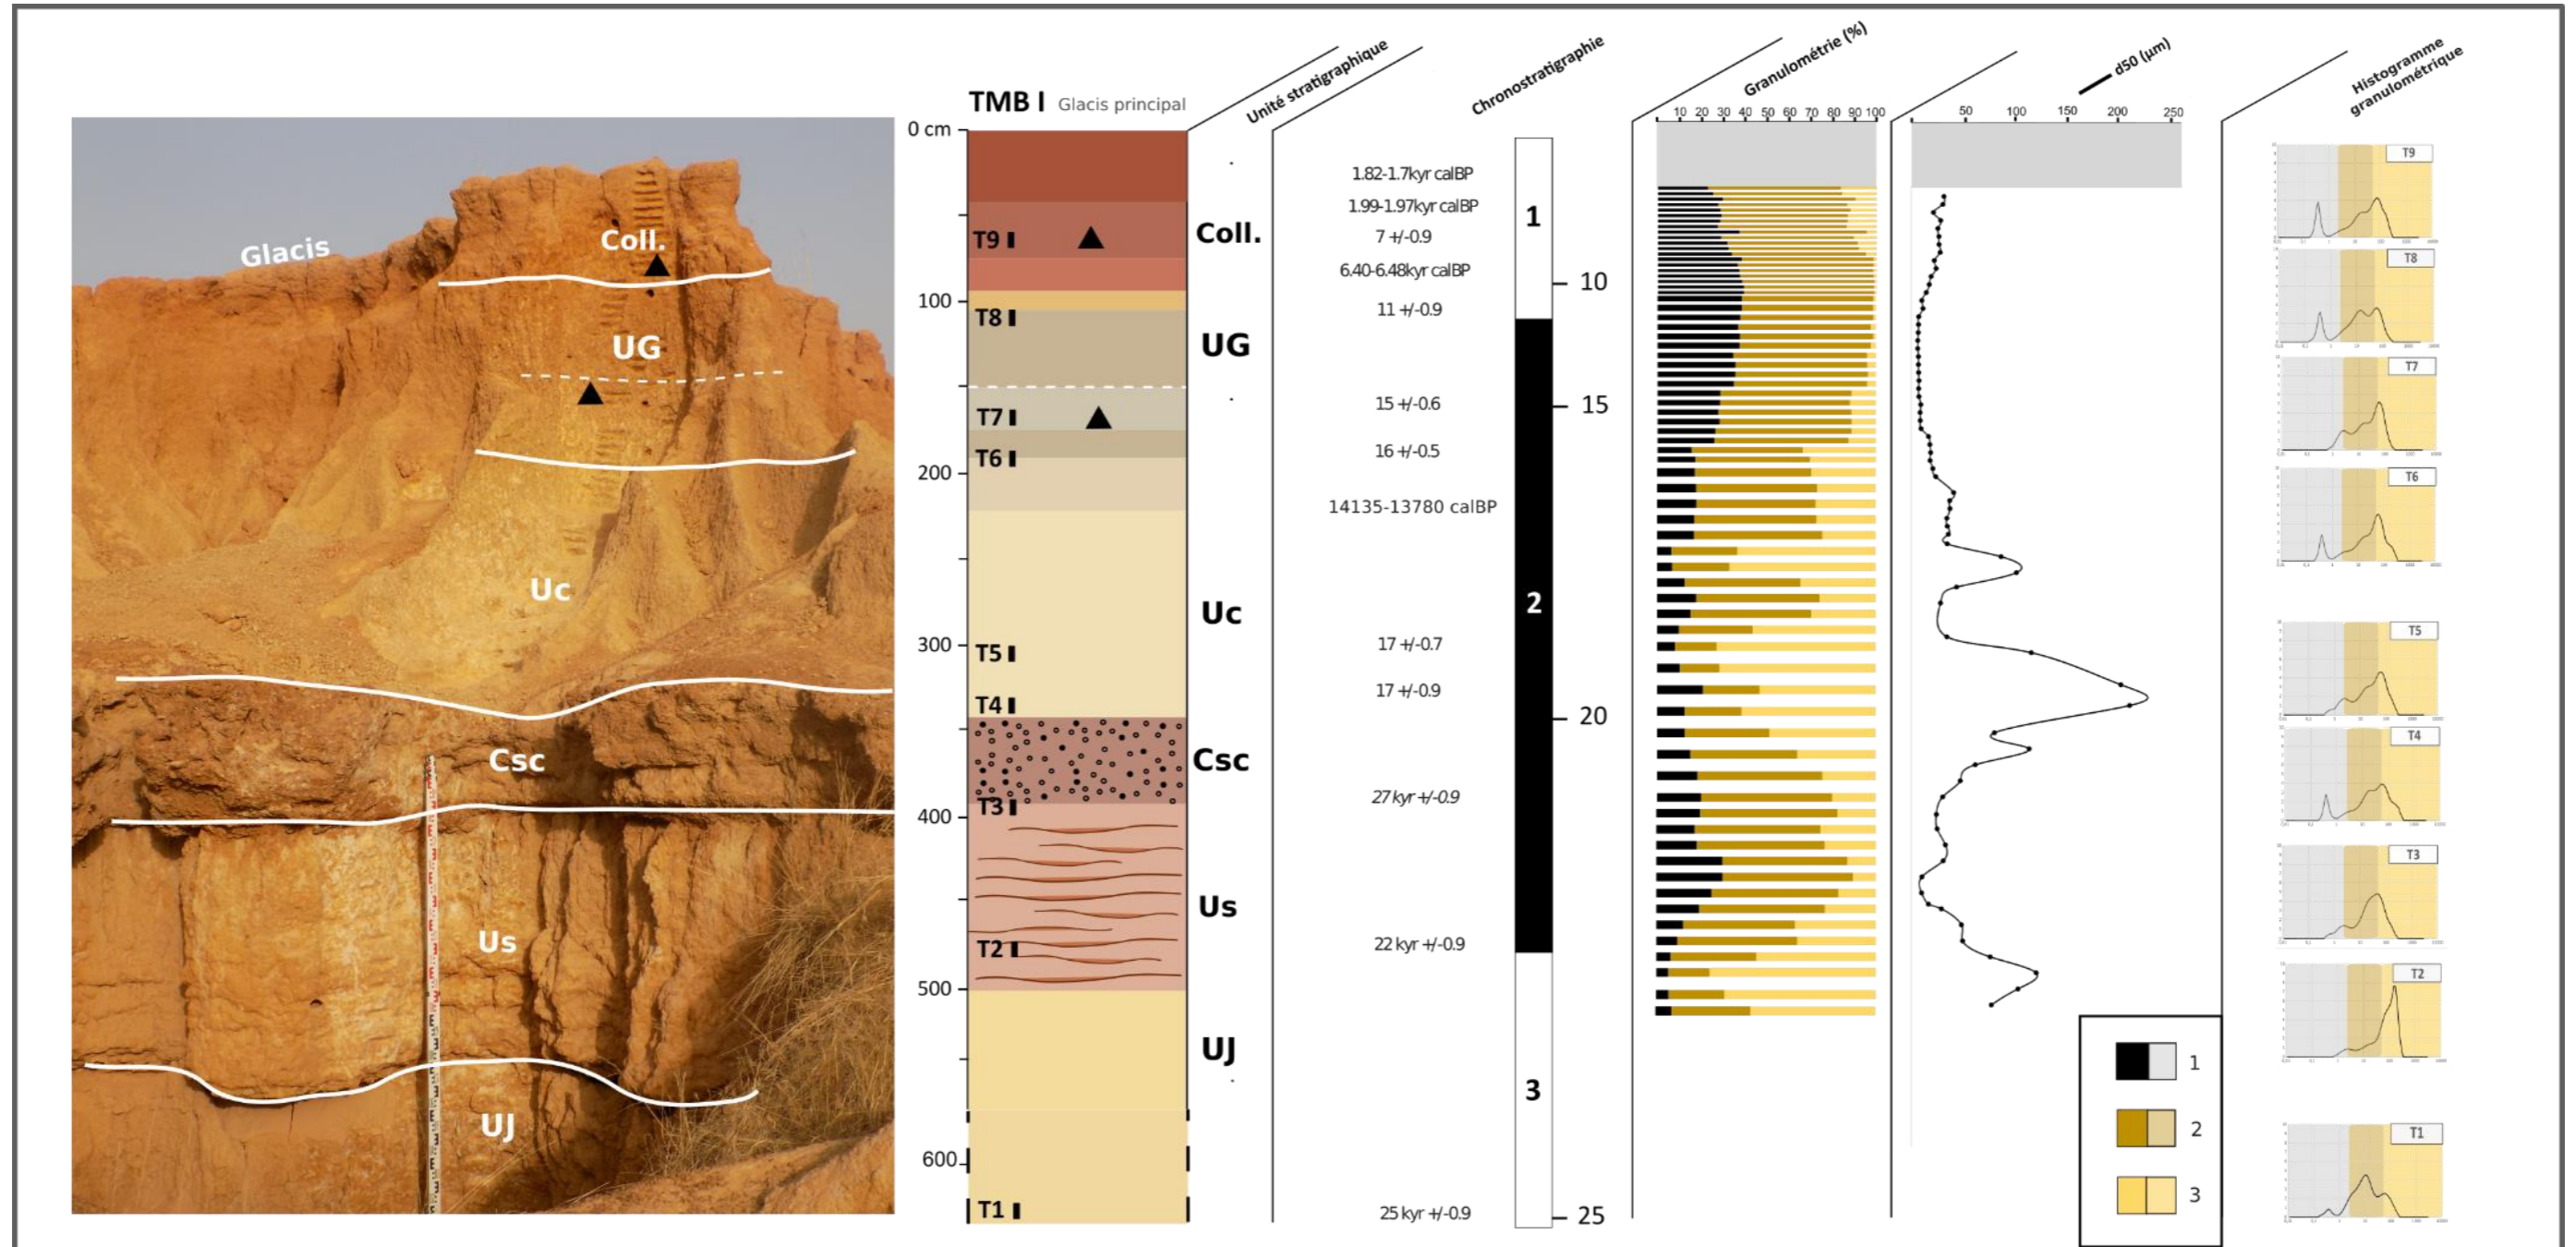 Glacis
Coll.
UG
Uc
Csc
Us
UJ
TMB I Glacis principal
0 cm
100
200
300
400
500
600
T9
T8
T7
T6
T5
T4
T3
T2
T1
Unité stratigraphique
Coll.
UG
Uc
Csc
Us
UJ
Chronostratigraphie
1.82-1.7kyr calBP
1.99-1.97kyr calBP
7 +/-0.9
6.40-6.48kyr calBP
11 +/-0.9
15 +/-0.6
16 +/-0.5
14135-13780 calBP
17 +/-0.7
17 +/-0.9
27 kyr +/-0.9
22 kyr +/-0.9
25 kyr +/-0.9
1
2
3
10
15
20
25
Granulométrie (%)
10 20 30 40 50 60 70 80 90 100
d50 (µm)
50 100 150 200 250
1
2
3
Histogramme
granulométrique
T9
T8
T7
T6
T5
T4
T3
T2
T1